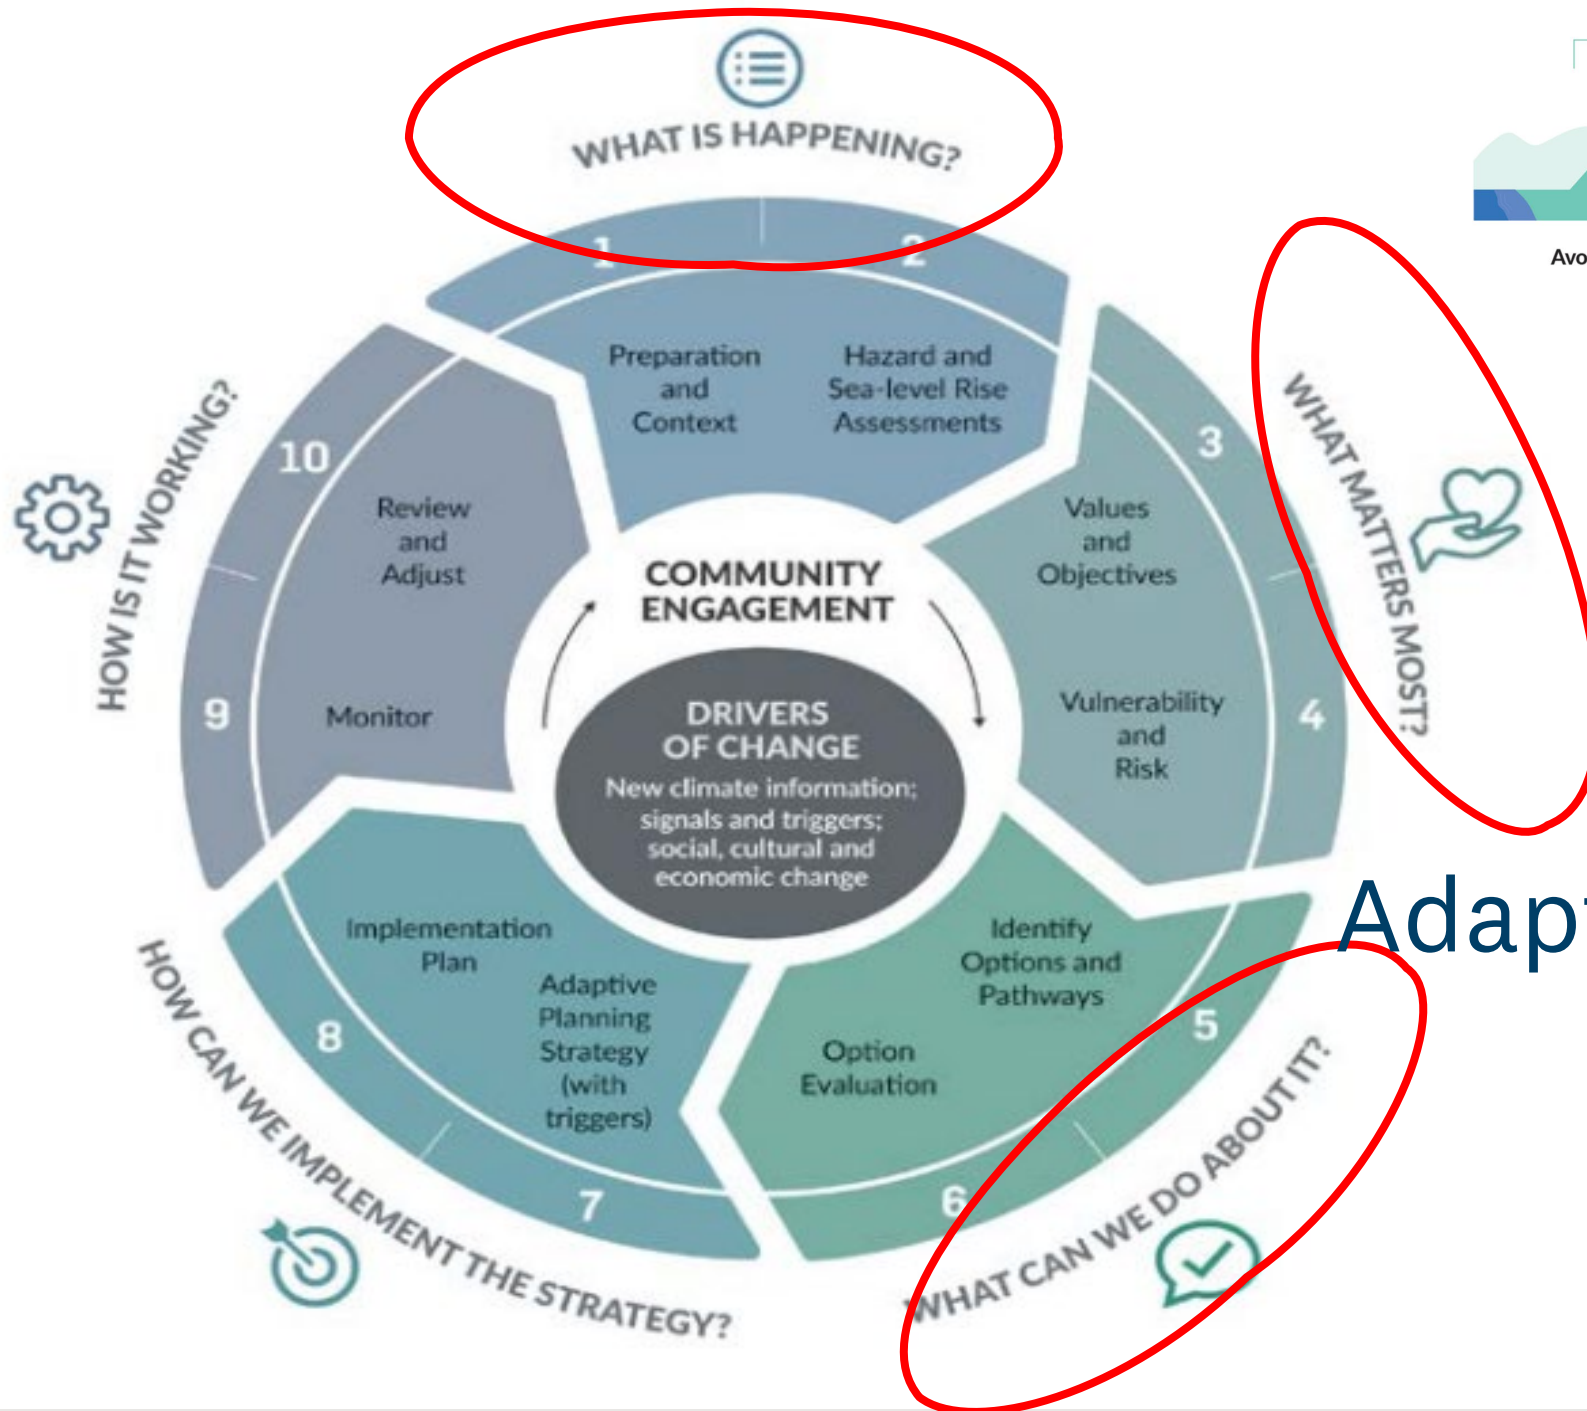 WHAT IS HAPPENING?
1
2
Preparation
and
Context
Hazard and
Sea-level Rise
Assessments
WHAT MATTERS MOST?
3
Values
and
Objectives
4
Vulnerability
and
Risk
WHAT CAN WE DO ABOUT IT?
5
Identify
Options and
Pathways
6
Option
Evaluation
HOW CAN WE IMPLEMENT THE STRATEGY?
7
Adaptive
Planning
Strategy
(with
triggers)
8
Implementation
Plan
HOW IS IT WORKING?
9
Monitor
10
Review
and
Adjust
COMMUNITY
ENGAGEMENT
DRIVERS
OF CHANGE
New climate information;
signals and triggers;
social, cultural and
economic change
Avo
Adap